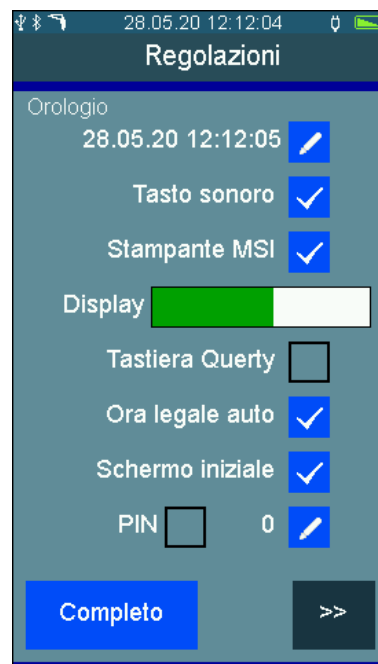 28.05.20 12:12:04
Regolazioni
Orologio
28.05.20 12:12:05
Tasto sonoro
Stampante MSI
Display
Tastiera Querty
Ora legale auto
Schermo iniziale
PIN 0
Completo >>